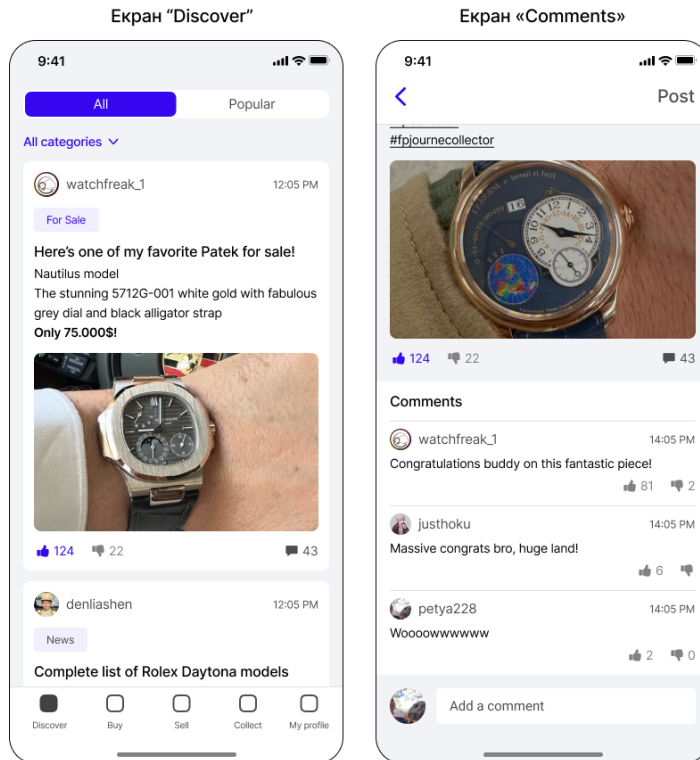 Екран “Discover”
9:41
All
Popular
All categories
watchfreak_1
12:05 PM
For Sale
Here’s one of my favorite Patek for sale!
Nautilus model
The stunning 5712G-001 white gold with fabulous
grey dial and black alligator strap
Only 75.000$!
124
22
43
denliashen
12:05 PM
News
Complete list of Rolex Daytona models
Discover
Buy
Sell
Collect
My profile
Екран «Comments»
9:41
Post
#fpjournecollector
16
124
22
43
Comments
watchfreak_1
14:05 PM
Congratulations buddy on this fantastic piece!
81
2
justhoku
14:05 PM
Massive congrats bro, huge land!
6
petya228
14:05 PM
Woooowwwwww
2
0
Add a comment